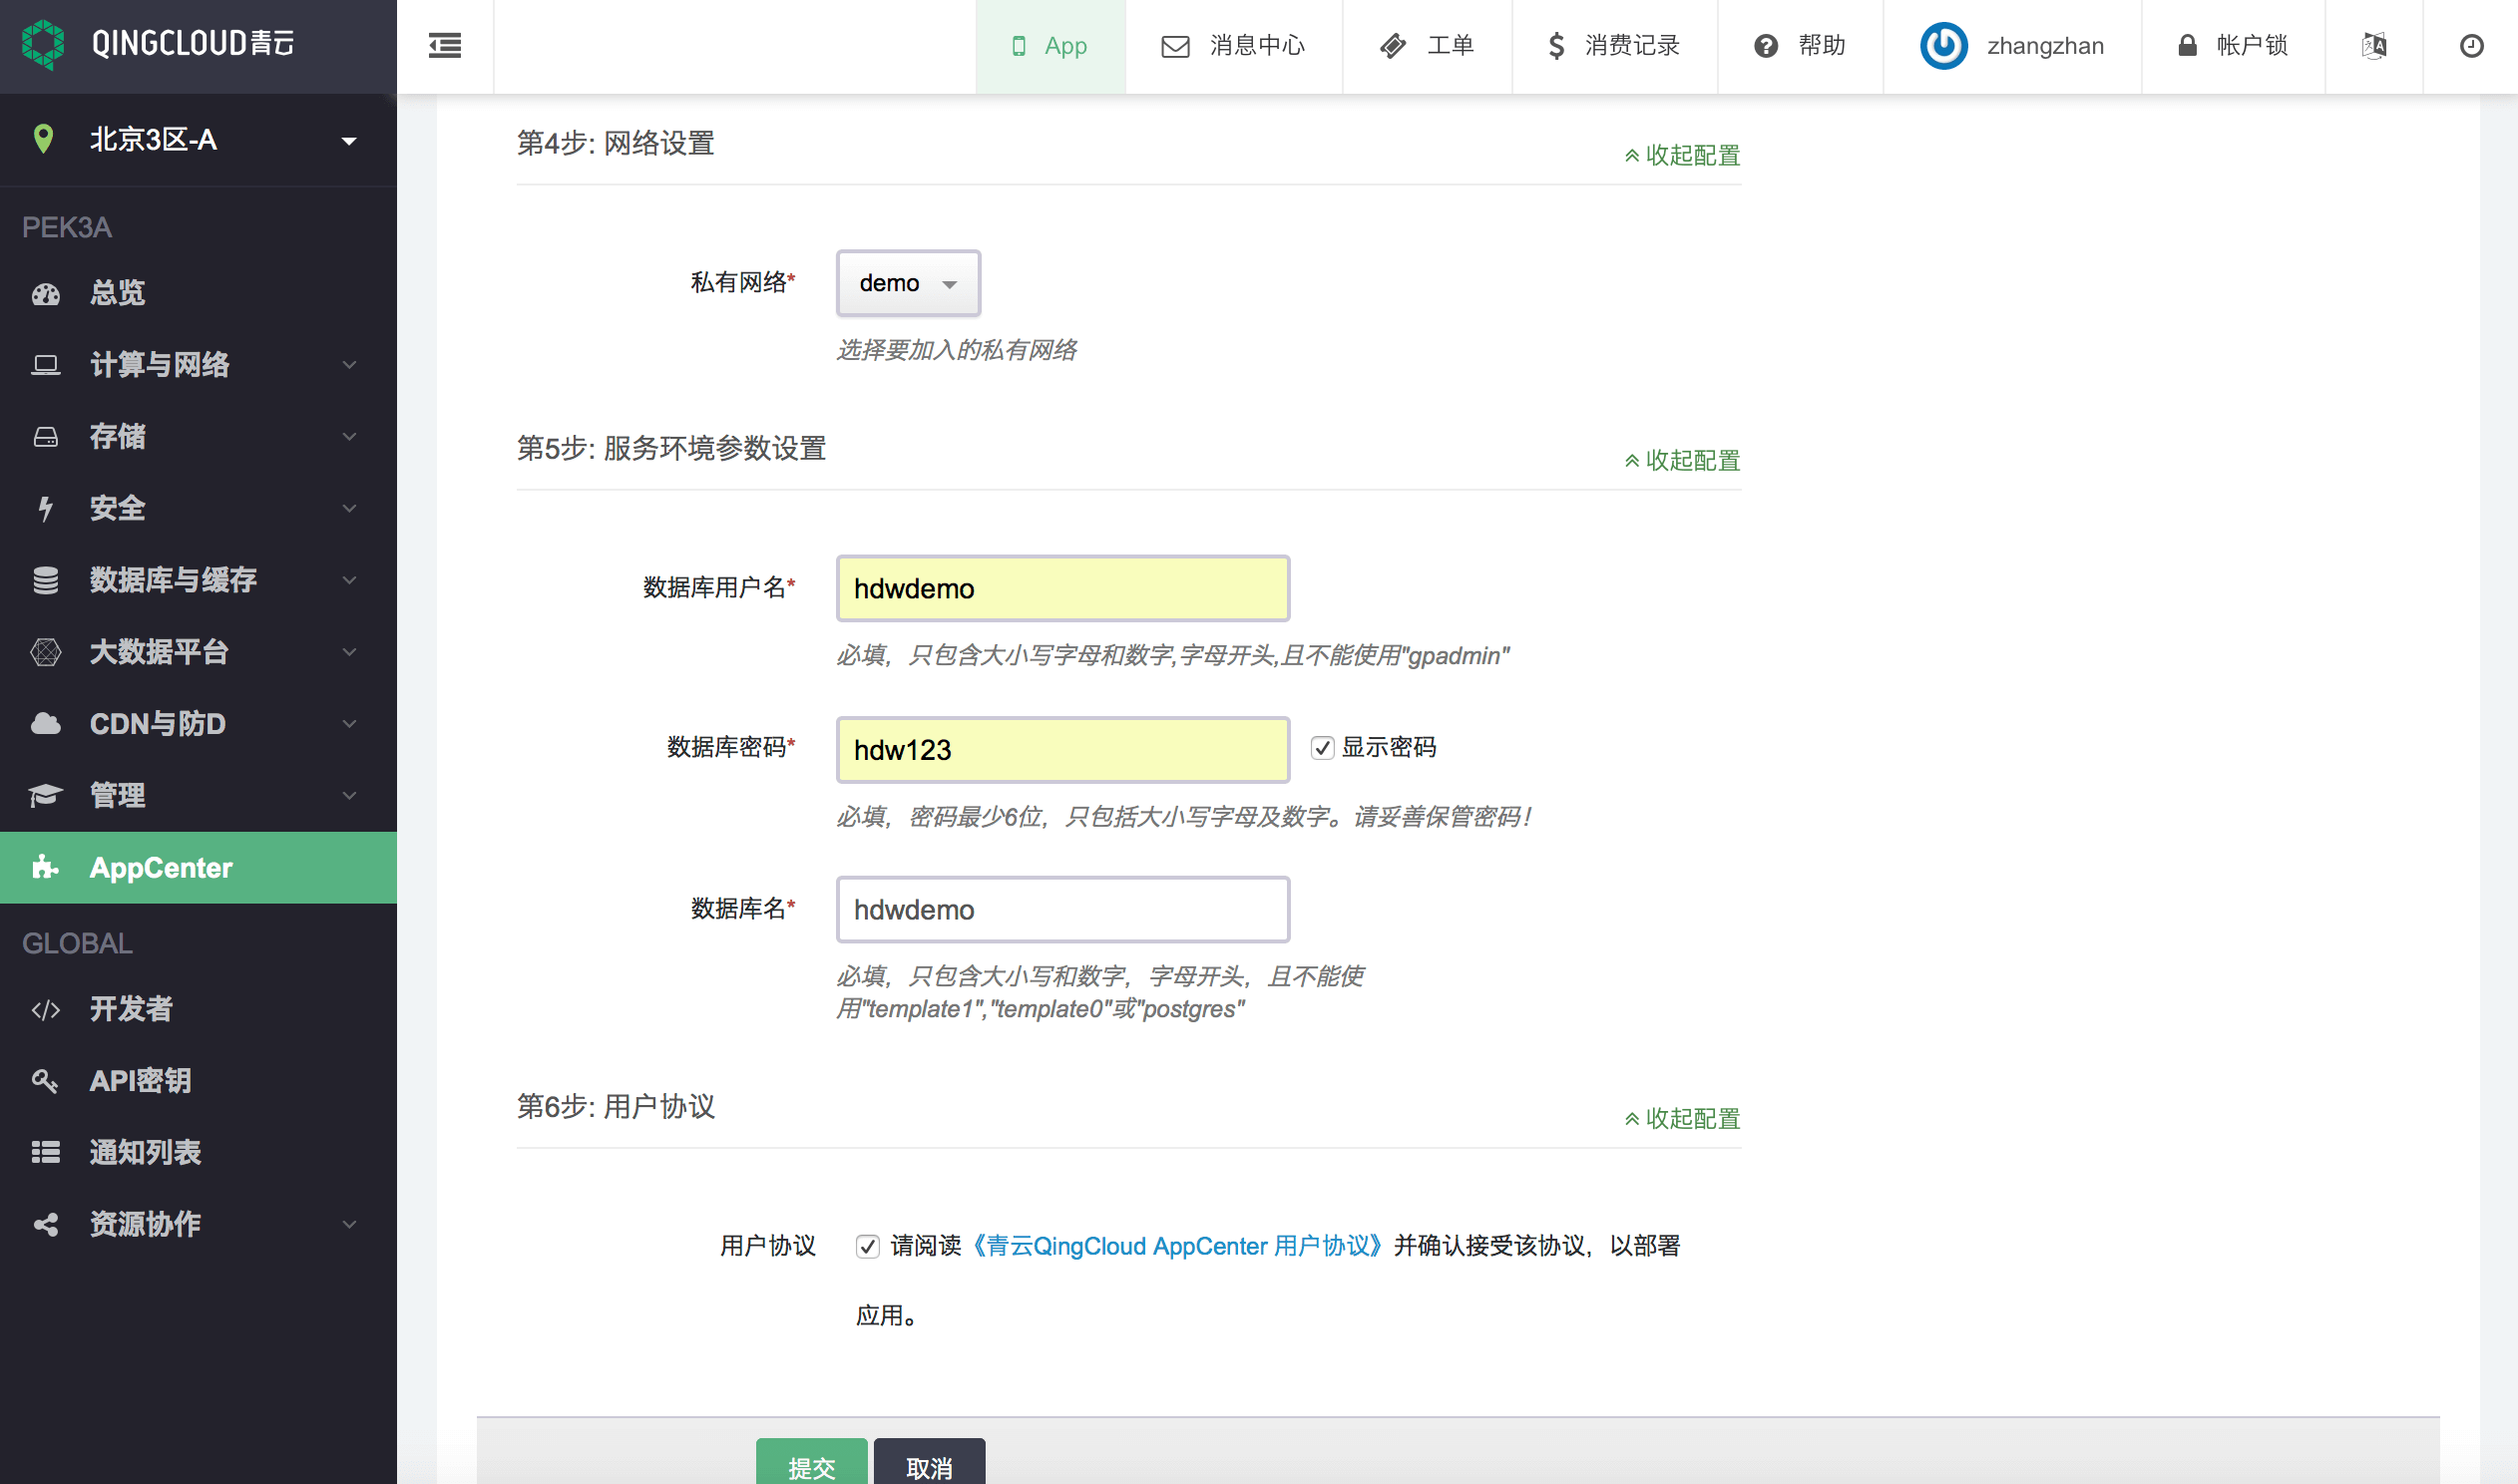 QINGCLOUD青云
App
消息中心
工单
消费记录
帮助
zhangzhan
帐户锁
北京3区-A
PEK3A
总览
计算与网络
存储
安全
数据库与缓存
大数据平台
CDN与防D
管理
AppCenter
GLOBAL
开发者
API密钥
通知列表
资源协作
第4步: 网络设置
收起配置
私有网络*
demo
选择要加入的私有网络
第5步: 服务环境参数设置
收起配置
数据库用户名*
hdwdemo
必填，只包含大小写字母和数字,字母开头,且不能使用"gpadmin"
数据库密码*
hdw123
显示密码
必填，密码最少6位，只包括大小写字母及数字。请妥善保管密码！
数据库名*
hdwdemo
必填，只包含大小写和数字，字母开头，且不能使
用"template1","template0"或"postgres"
第6步: 用户协议
收起配置
用户协议
请阅读《青云QingCloud AppCenter 用户协议》并确认接受该协议，以部署
应用。
提交
取消